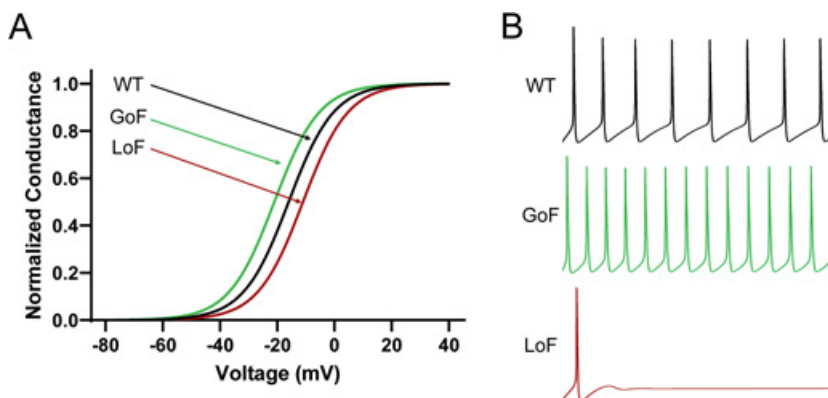 A
WT
GoF
LoF
1.0
0.8
0.6
0.4
0.2
0.0
Normalized Conductance
-80 -60 -40 -20 0 20 40
Voltage (mV)
B
WT
GoF
LoF